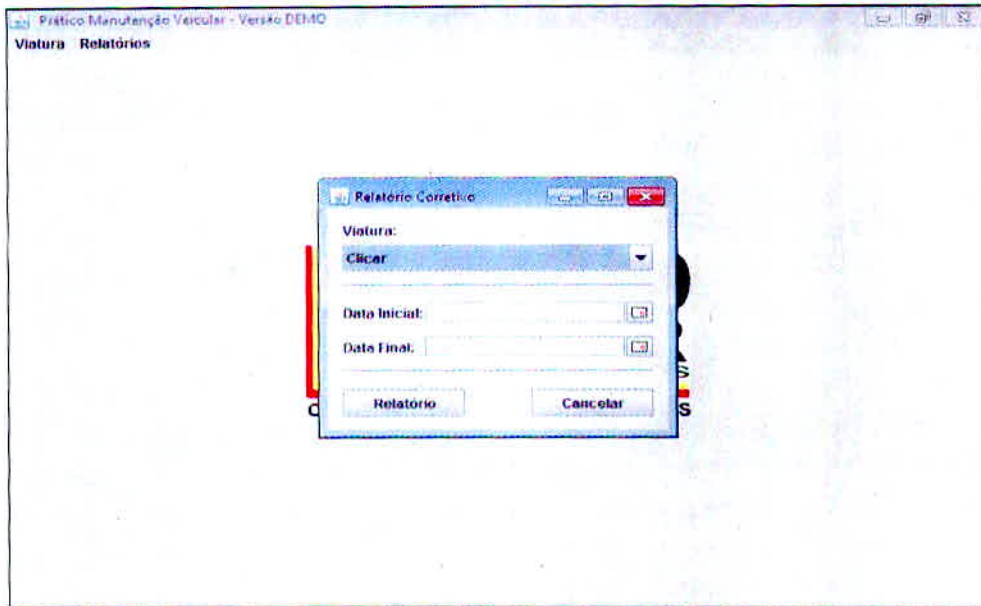 Prático Manutenção Veicular - Versão DEMO
Viatura Relatórios
Relatório Corretivo
Viatura:
Clicar
Data Inicial:
Data Final:
Relatório Cancelar